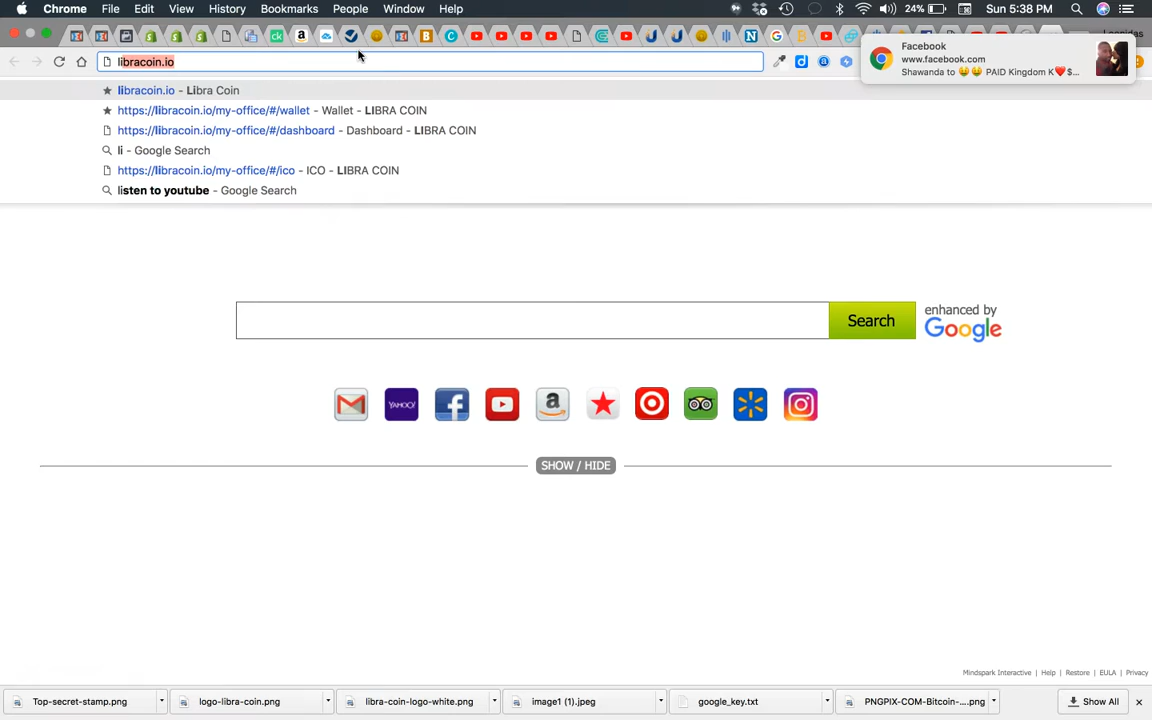 Chrome File Edit View History Bookmarks People Window Help 24% Sun 5:38 PM
libracoin.io
Facebook
www.facebook.com
Shawanda to 🤑🤑 PAID Kingdom K❤️$...
libracoin.io - Libra Coin
https://libracoin.io/my-office/#/wallet - Wallet - LIBRA COIN
https://libracoin.io/my-office/#/dashboard - Dashboard - LIBRA COIN
li - Google Search
https://libracoin.io/my-office/#/ico - ICO - LIBRA COIN
listen to youtube - Google Search
Search
enhanced by
Google
YAHOO!
SHOW / HIDE
Mindspark Interactive | Help | Restore | EULA | Privacy
Top-secret-stamp.png logo-libra-coin.png libra-coin-logo-white.png image1 (1).jpeg google_key.txt PNGPIX-COM-Bitcoin-....png Show All